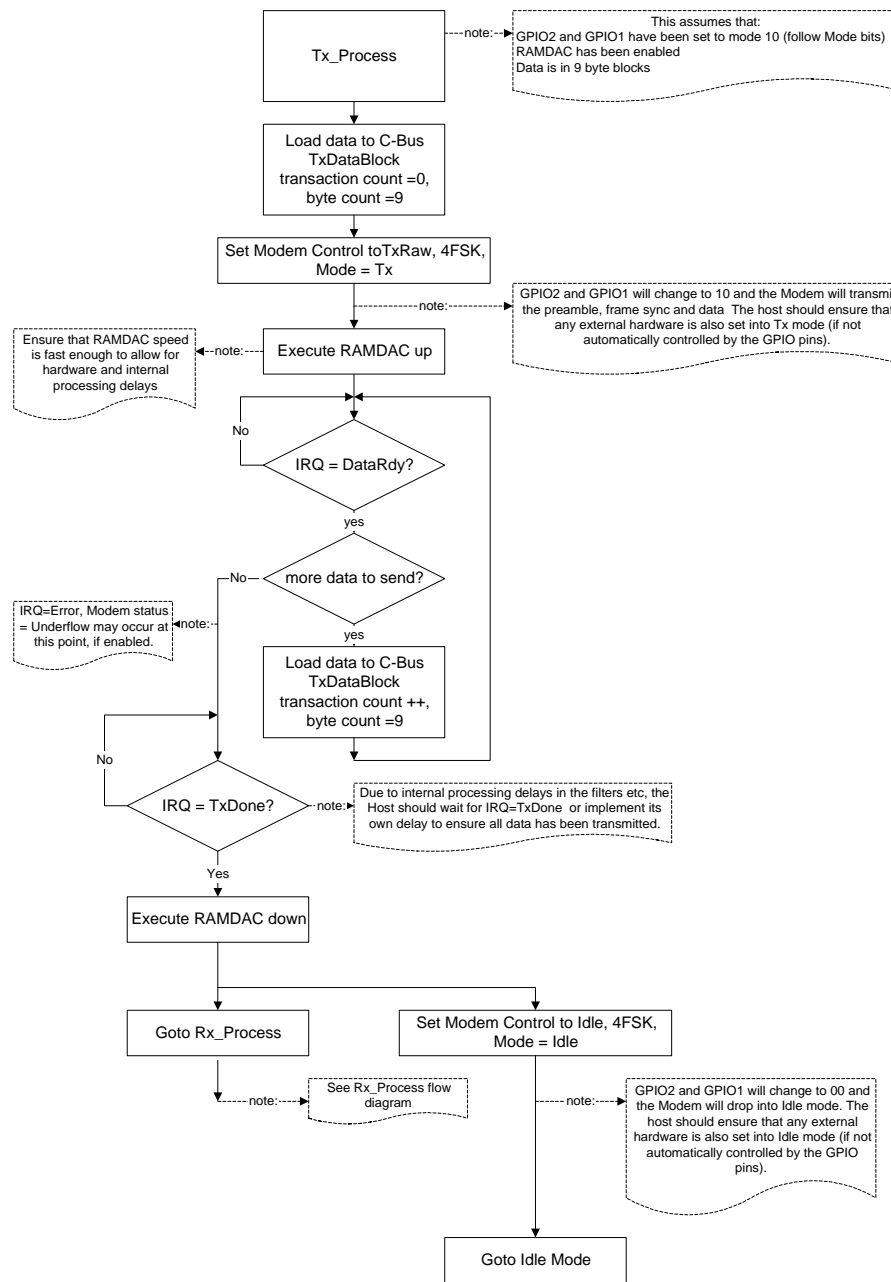 Tx_Process
note:
This assumes that:
GPIO2 and GPIO1 have been set to mode 10 (follow Mode bits)
RAMDAC has been enabled
Data is in 9 byte blocks
Load data to C-Bus
TxDataBlock
transaction count =0,
byte count =9
Set Modem Control toTxRaw, 4FSK,
Mode = Tx
note:
GPIO2 and GPIO1 will change to 10 and the Modem will transmi
the preamble, frame sync and data  The host should ensure that
any external hardware is also set into Tx mode (if not
automatically controlled by the GPIO pins).
Ensure that RAMDAC speed
is fast enough to allow for
hardware and internal
processing delays
note:
Execute RAMDAC up
No
IRQ = DataRdy?
yes
No
more data to send?
IRQ=Error, Modem status
= Underflow may occur at
this point, if enabled.
note:
yes
Load data to C-Bus
TxDataBlock
transaction count ++,
byte count =9
No
IRQ = TxDone?
note:
Due to internal processing delays in the filters etc, the
Host should wait for IRQ=TxDone  or implement its
own delay to ensure all data has been transmitted.
Yes
Execute RAMDAC down
Goto Rx_Process
Set Modem Control to Idle, 4FSK,
Mode = Idle
note:
See Rx_Process flow
diagram
note:
GPIO2 and GPIO1 will change to 00 and
the Modem will drop into Idle mode. The
host should ensure that any external
hardware is also set into Idle mode (if not
automatically controlled by the GPIO
pins).
Goto Idle Mode